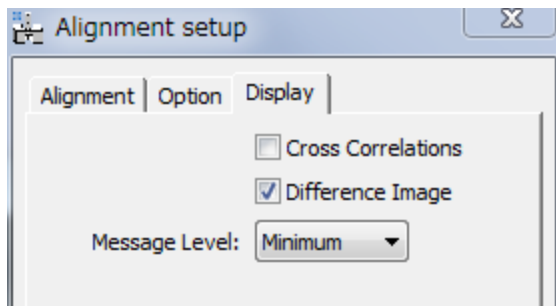 Alignment setup
Alignment Option Display
Cross Correlations
Difference Image
Message Level: Minimum